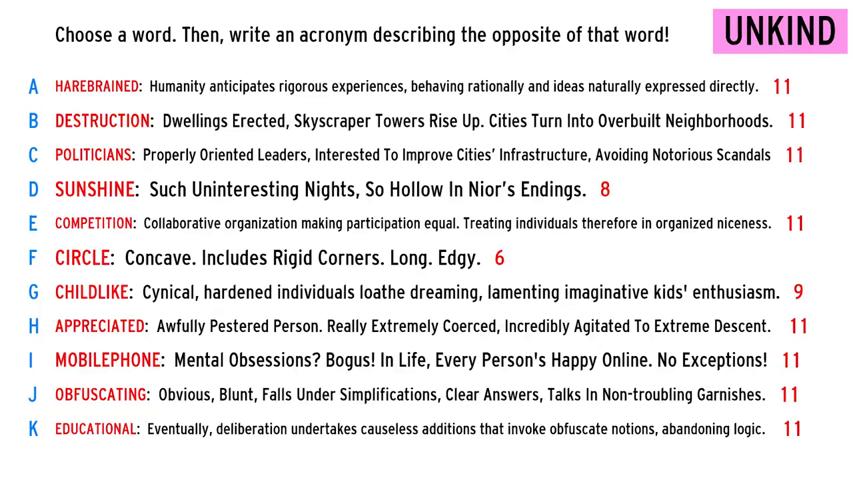 Choose a word. Then, write an acronym describing the opposite of that word!
UNKIND
A HAREBRAINED: Humanity anticipates rigorous experiences, behaving rationally and ideas naturally expressed directly. 11
B DESTRUCTION: Dwellings Erected, Skyscraper Towers Rise Up. Cities Turn Into Overbuilt Neighborhoods. 11
C POLITICIANS: Properly Oriented Leaders, Interested To Improve Cities' Infrastructure, Avoiding Notorious Scandals 11
D SUNSHINE: Such Uninteresting Nights, So Hollow In Nior's Endings. 8
E COMPETITION: Collaborative organization making participation equal. Treating individuals therefore in organized niceness. 11
F CIRCLE: Concave. Includes Rigid Corners. Long. Edgy. 6
G CHILDLIKE: Cynical, hardened individuals loathe dreaming, lamenting imaginative kids' enthusiasm. 9
H APPRECIATED: Awfully Pestered Person. Really Extremely Coerced, Incredibly Agitated To Extreme Descent. 11
I MOBILEPHONE: Mental Obsessions? Bogus! In Life, Every Person's Happy Online. No Exceptions! 11
J OBFUSCATING: Obvious, Blunt, Falls Under Simplifications, Clear Answers, Talks In Non-troubling Garnishes. 11
K EDUCATIONAL: Eventually, deliberation undertakes causeless additions that invoke obfuscate notions, abandoning logic. 11